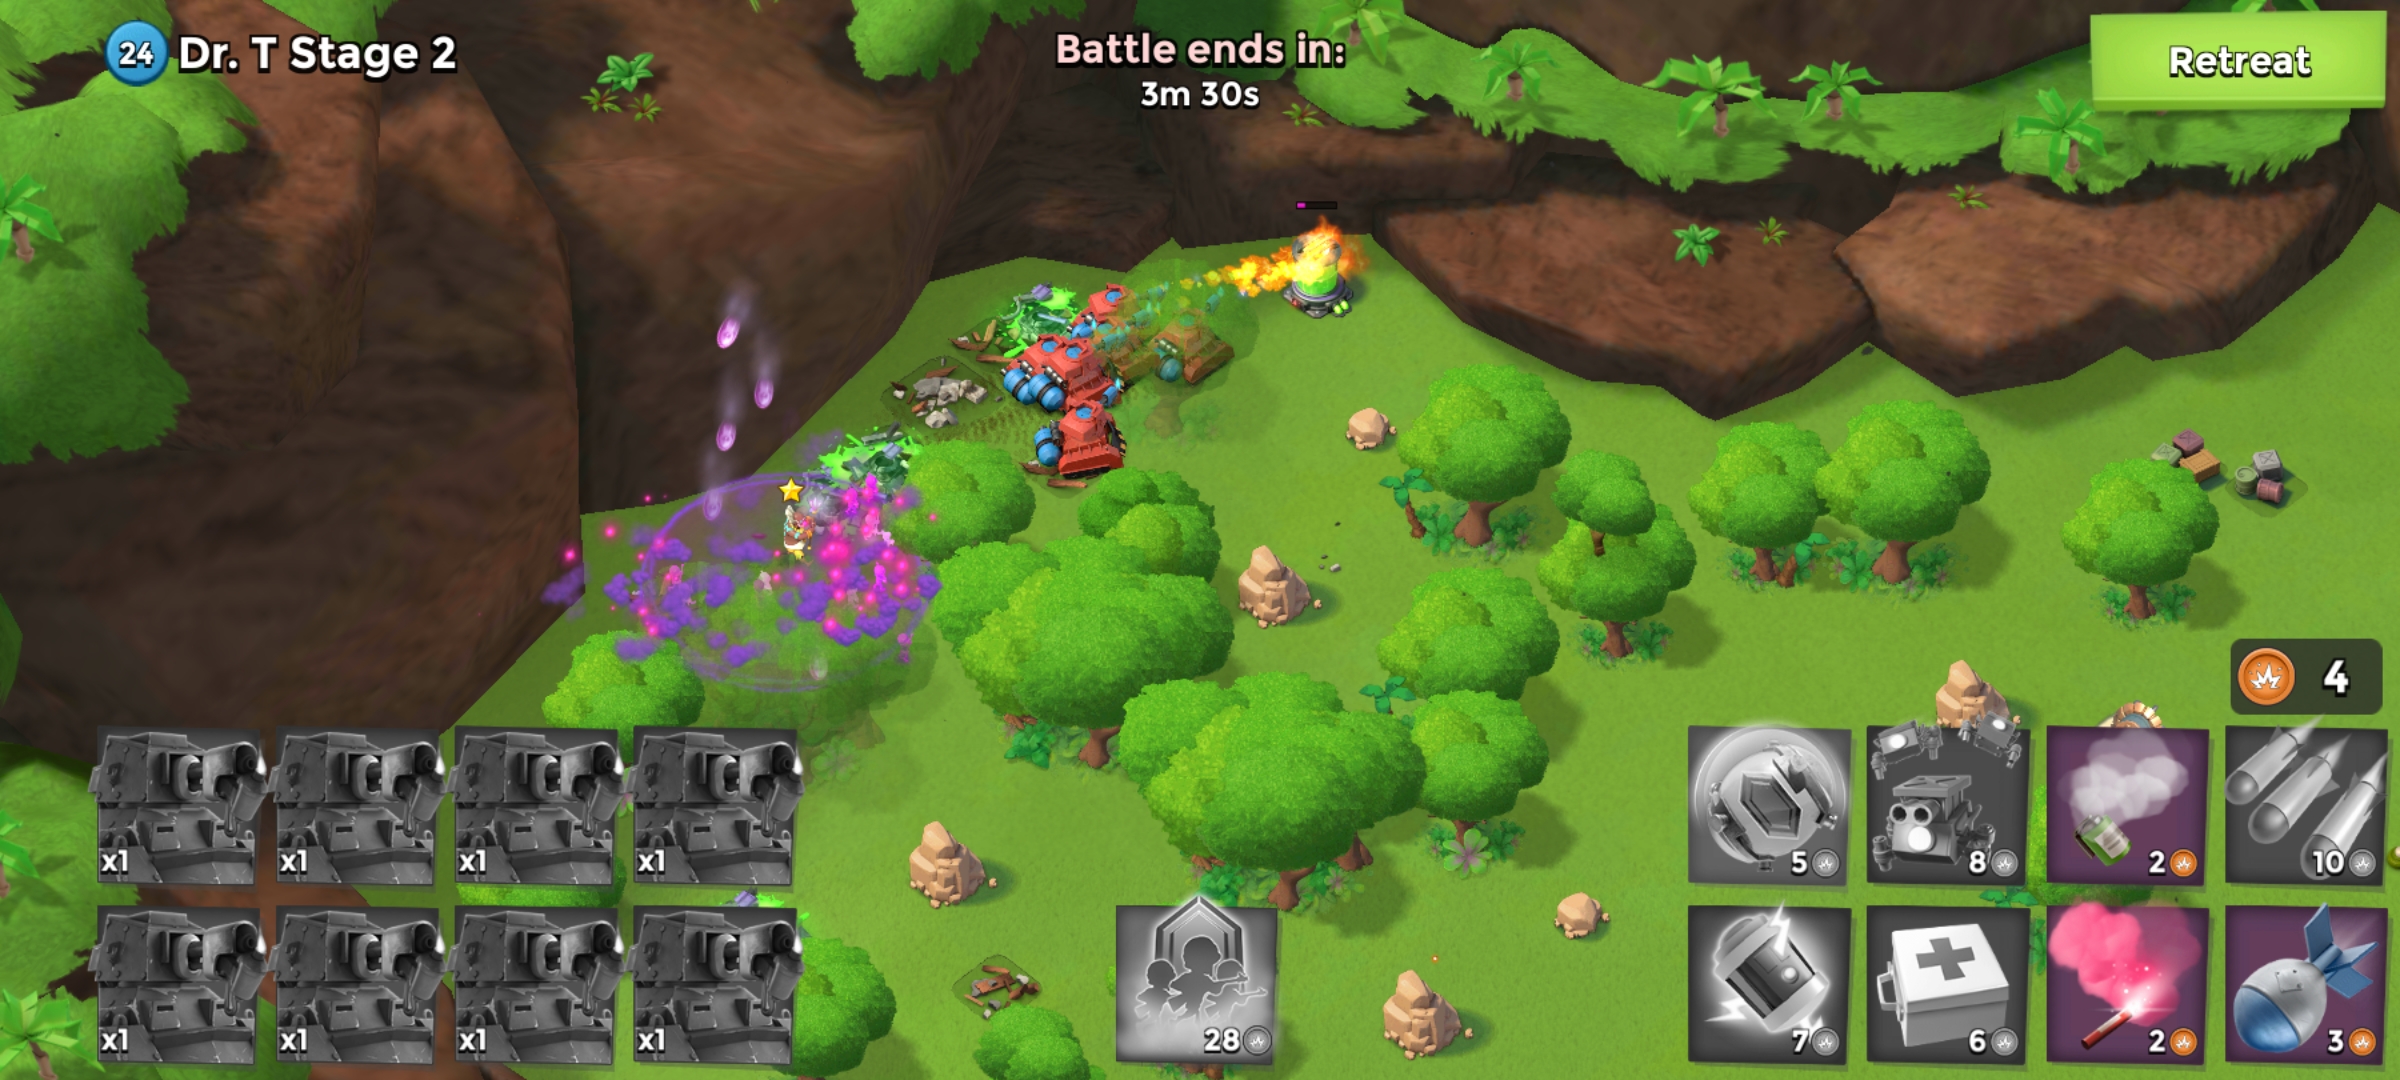 24 Dr. T Stage 2
Battle ends in:
3m 30s
Retreat
4
x1 x1 x1 x1
5 8 2 10
x1 x1 x1 x1
28
7 6 2 3